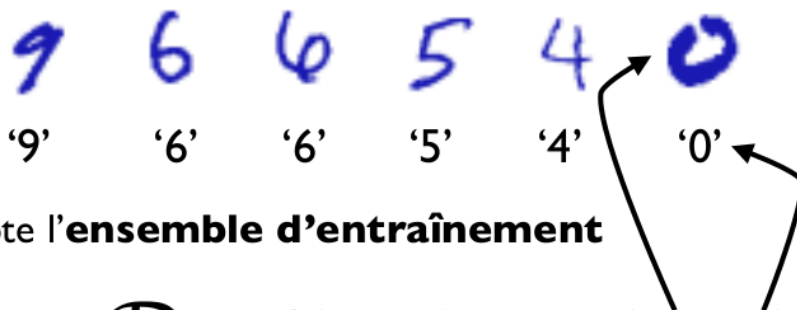 9 6 6 5 4 0
‘9’ ‘6’ ‘6’ ‘5’ ‘4’ ‘0’
l’ensemble d’entraînement